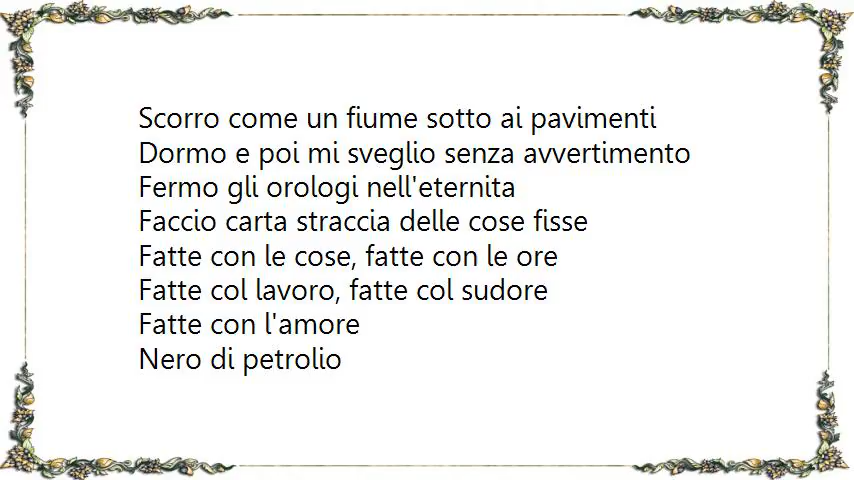 Scorro come un fiume sotto ai pavimenti
Dormo e poi mi sveglio senza avvertimento
Fermo gli orologi nell'eternita
Faccio carta straccia delle cose fisse
Fatte con le cose, fatte con le ore
Fatte col lavoro, fatte col sudore
Fatte con l'amore
Nero di petrolio